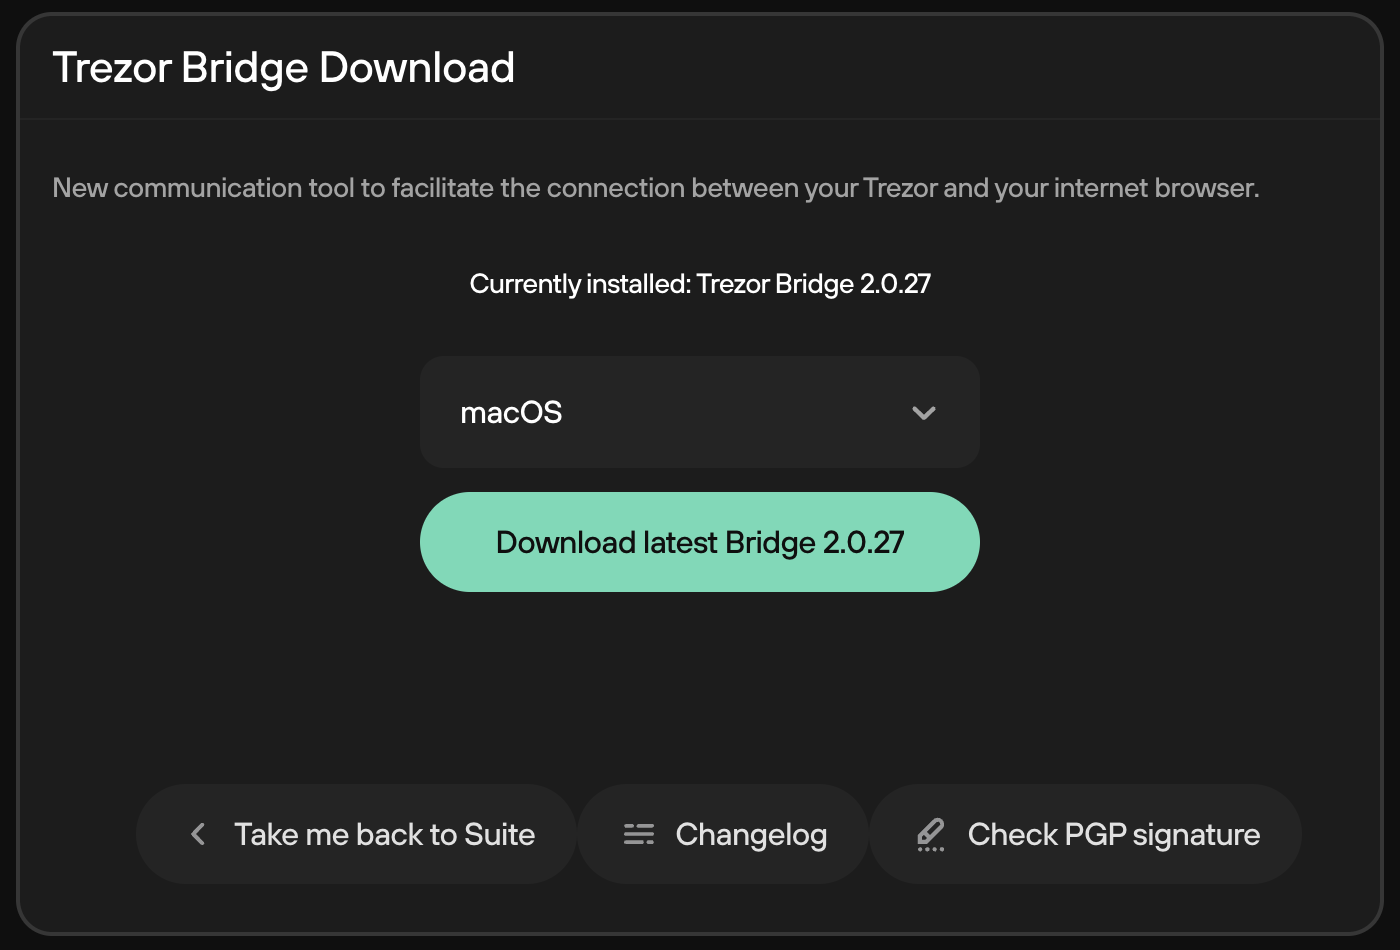 Trezor Bridge Download
New communication tool to facilitate the connection between your Trezor and your internet browser.
Currently installed: Trezor Bridge 2.0.27
macOS
Download latest Bridge 2.0.27
Take me back to Suite
Changelog
Check PGP signature